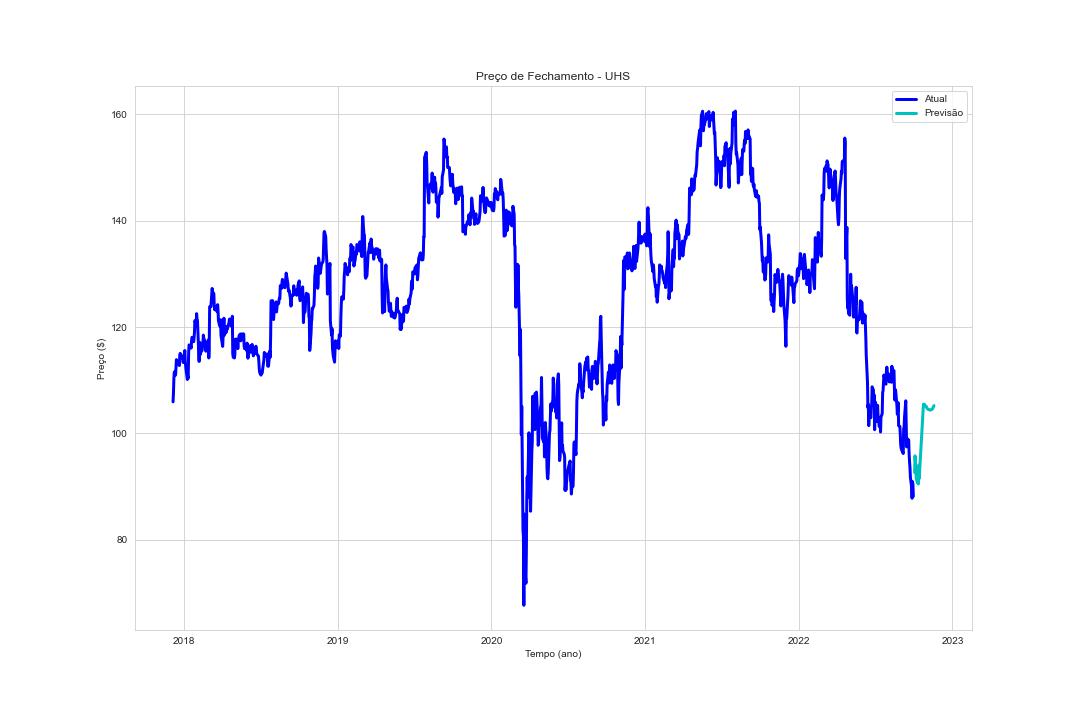 Preço de Fechamento - UHS
Atual
Previsão
160
140
120
100
80
Preço ($)
2018
2019
2020
2021
2022
2023
Tempo (ano)